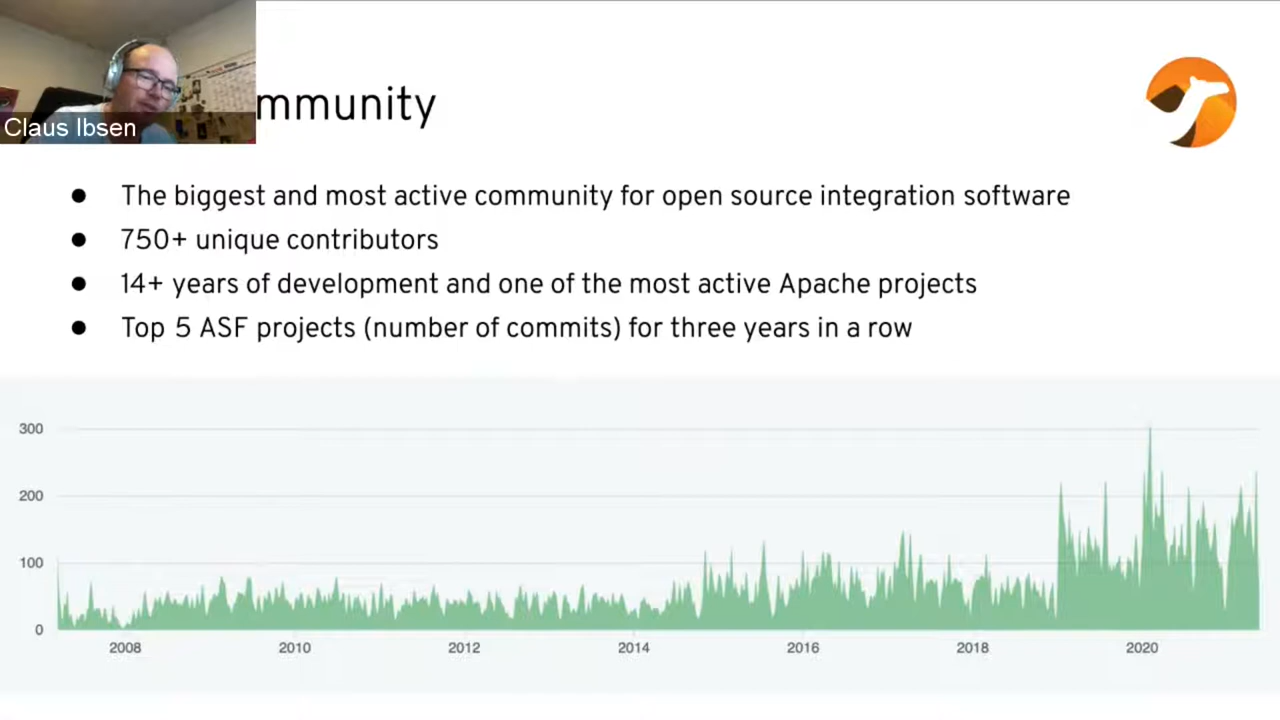 Claus Ibsen
mmunity
The biggest and most active community for open source integration software
750+ unique contributors
14+ years of development and one of the most active Apache projects
Top 5 ASF projects (number of commits) for three years in a row
300
200
100
0
2008 2010 2012 2014 2016 2018 2020